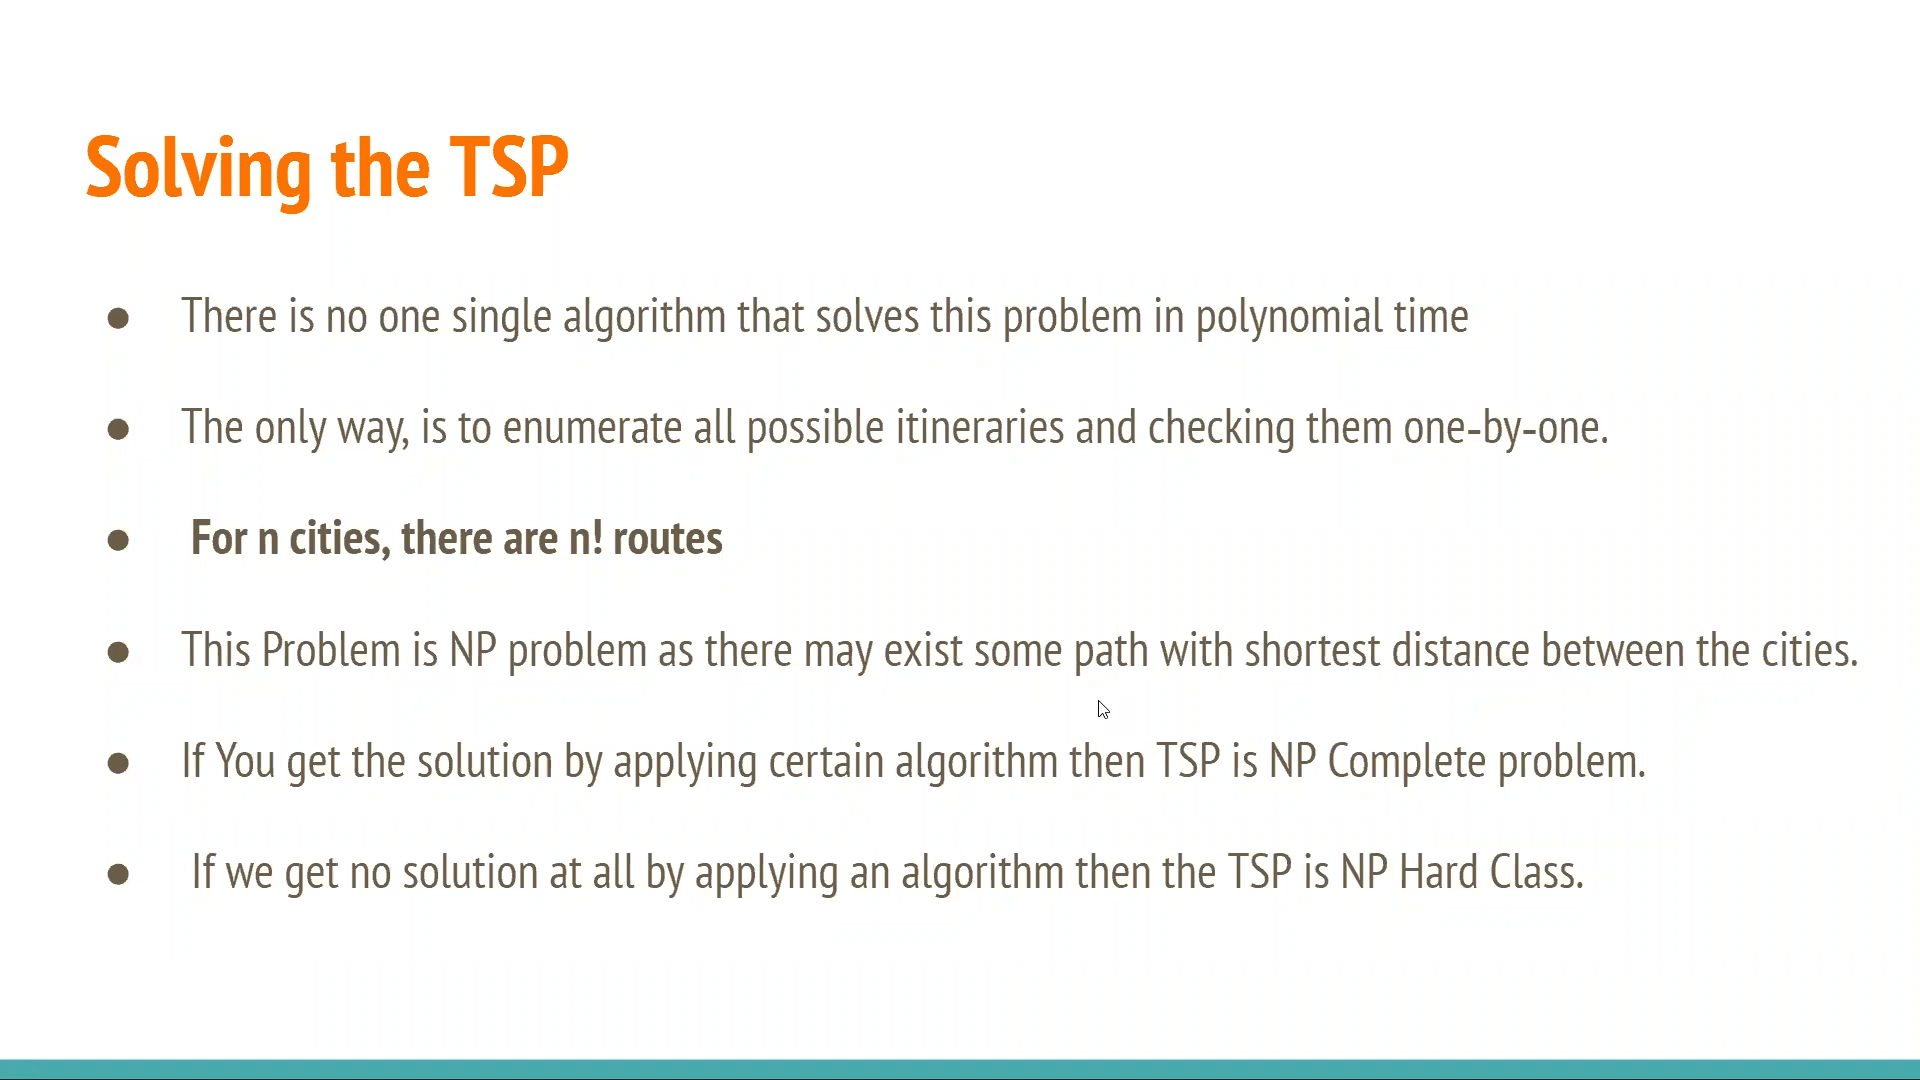 Solving the TSP
● There is no one single algorithm that solves this problem in polynomial time
● The only way, is to enumerate all possible itineraries and checking them one-by-one.
● For n cities, there are n! routes
● This Problem is NP problem as there may exist some path with shortest distance between the cities.
● If You get the solution by applying certain algorithm then TSP is NP Complete problem.
● If we get no solution at all by applying an algorithm then the TSP is NP Hard Class.